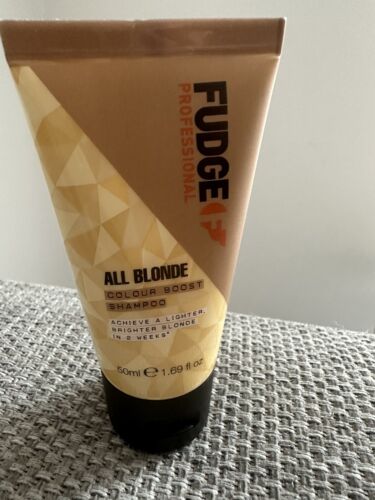 FUDGE
PROFESSIONAL
ALL BLONDE
COLOUR BOOST
SHAMPOO
ACHIEVE A LIGHTER,
BRIGHTER BLONDE
IN 2 WEEKS*
50ml e 1.69 fl oz